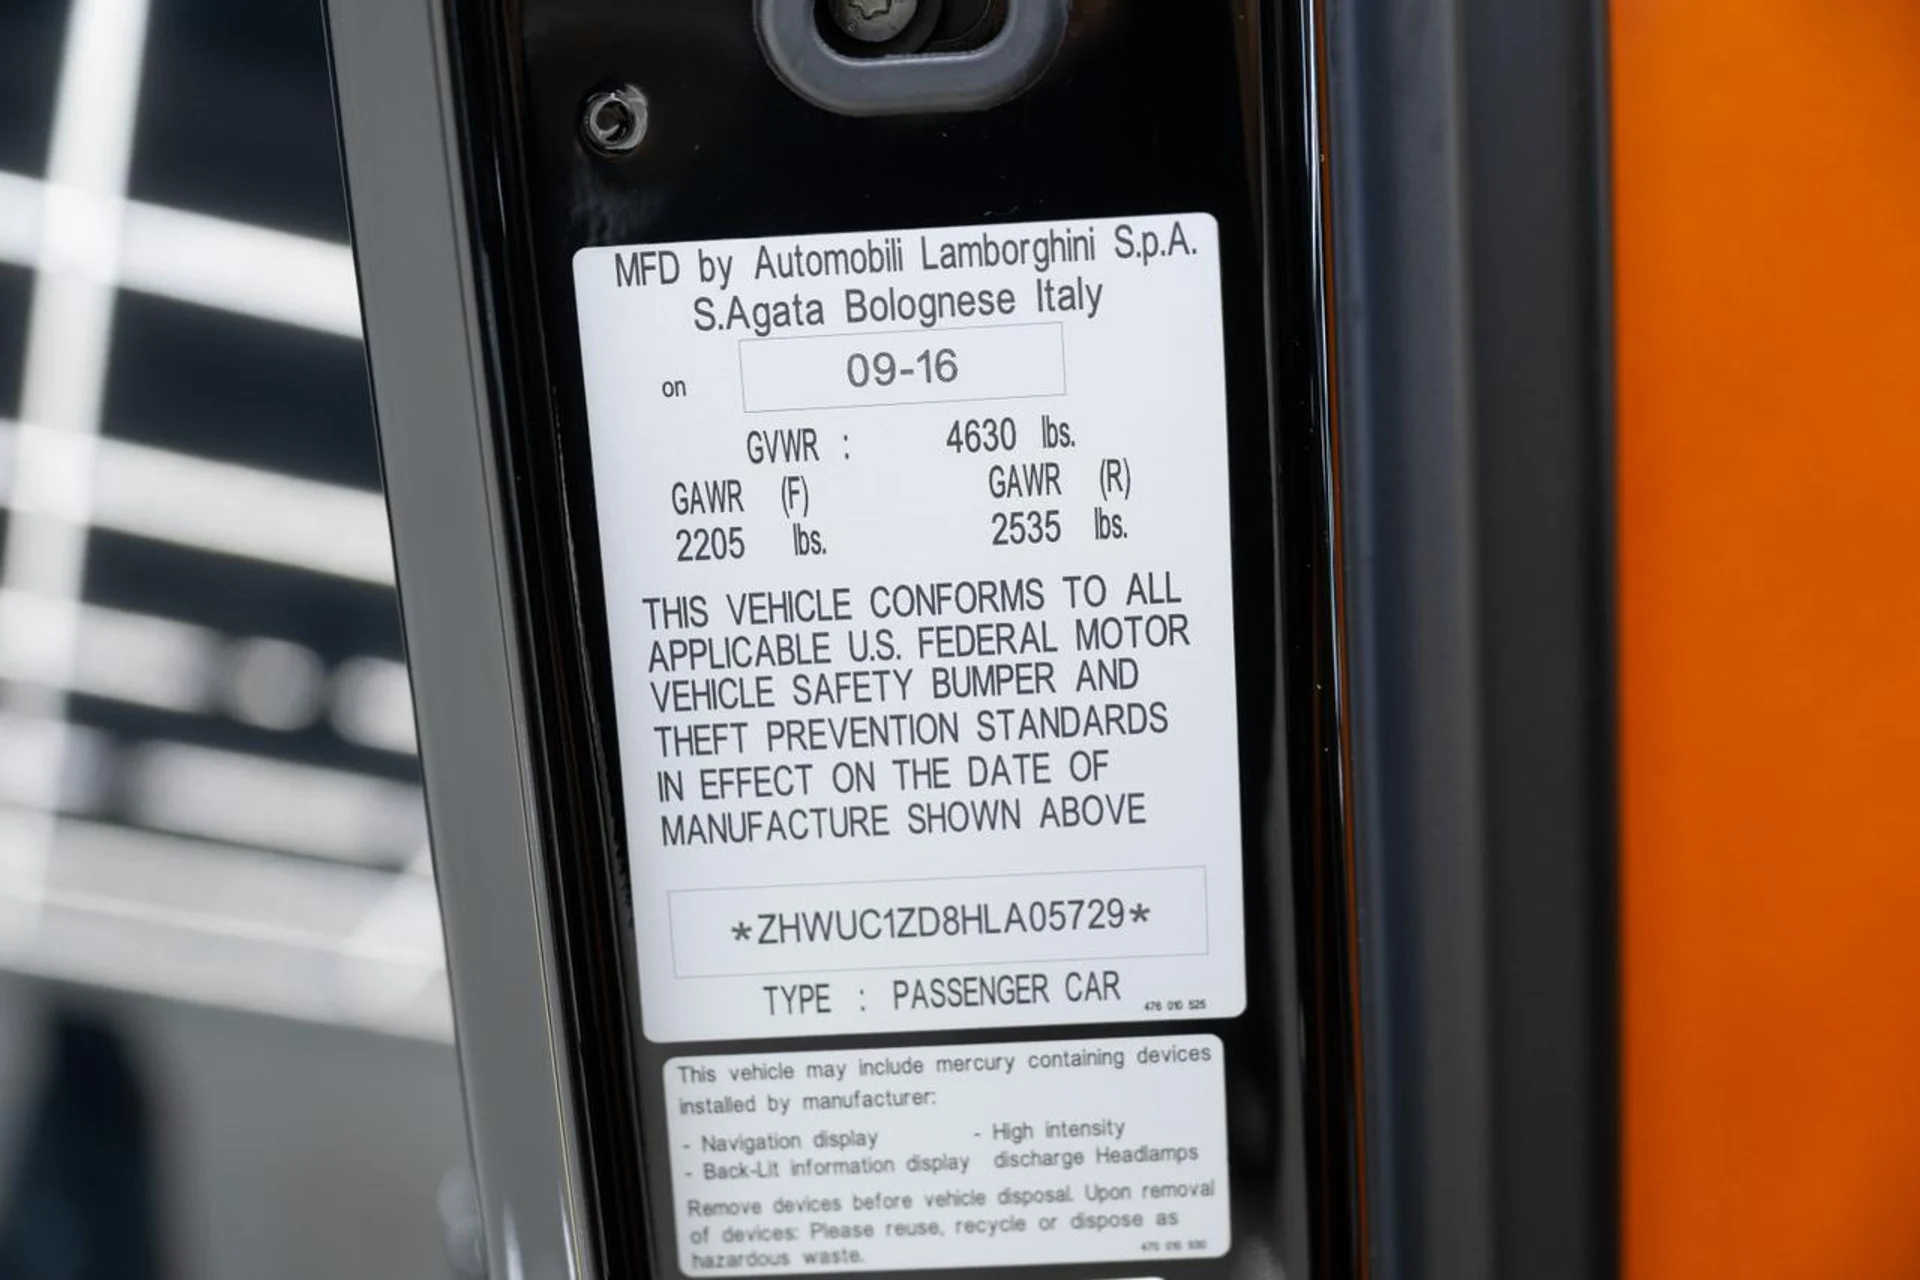 MFD by Automobili Lamborghini S.p.A.
S.Agata Bolognese Italy
on 09-16
GVWR : 4630 lbs.
GAWR (F) GAWR (R)
2205 lbs. 2535 lbs.
THIS VEHICLE CONFORMS TO ALL
APPLICABLE U.S. FEDERAL MOTOR
VEHICLE SAFETY BUMPER AND
THEFT PREVENTION STANDARDS
IN EFFECT ON THE DATE OF
MANUFACTURE SHOWN ABOVE
*ZHWUC1ZD8HLA05729*
TYPE : PASSENGER CAR 476 010 525
This vehicle may include mercury containing devices
installed by manufacturer:
- Navigation display - High intensity
- Back-Lit information display discharge Headlamps
Remove devices before vehicle disposal. Upon removal
of devices: Please reuse, recycle or dispose as
hazardous waste.